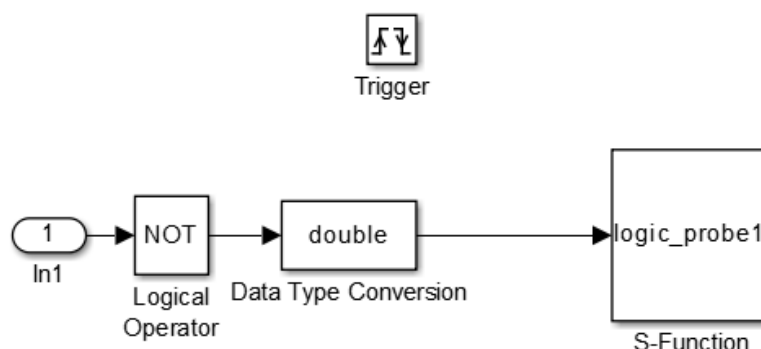 Trigger
1
NOT
double
logic_probe1
In1
Logical
Operator
Data Type Conversion
S-Function